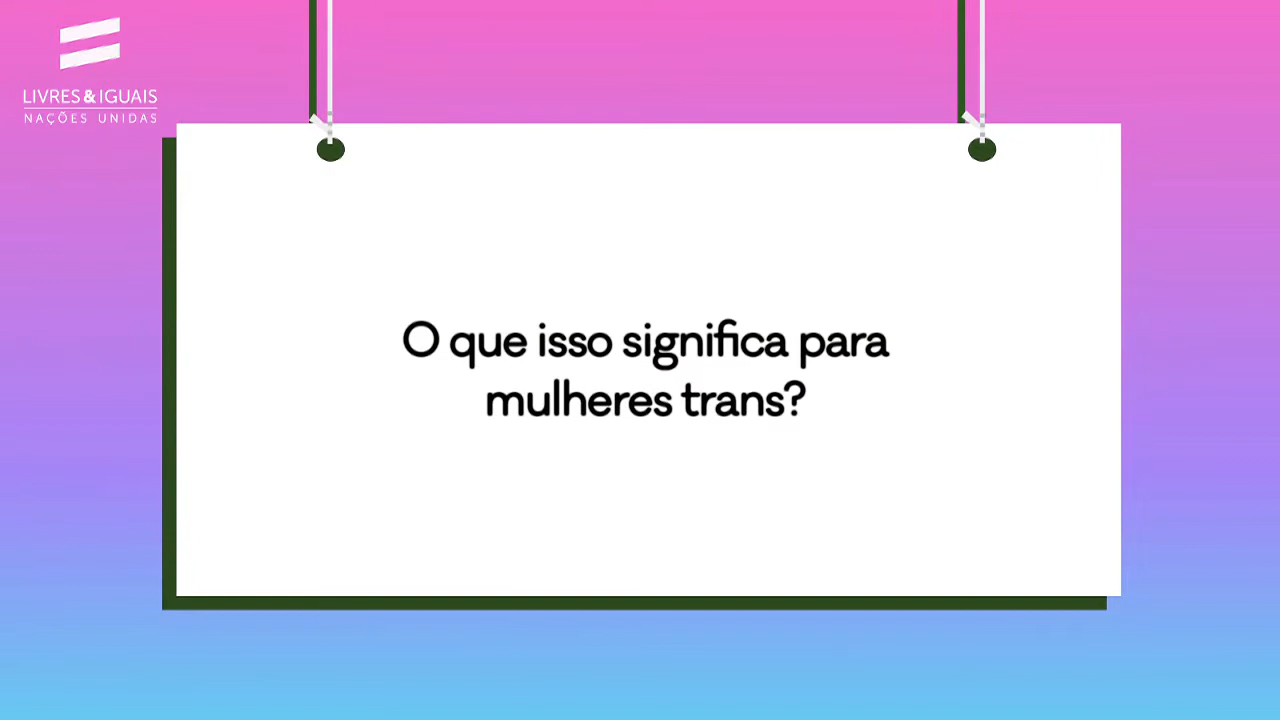 LIVRES & IGUAIS
NAÇÕES UNIDAS
O que isso significa para
mulheres trans?